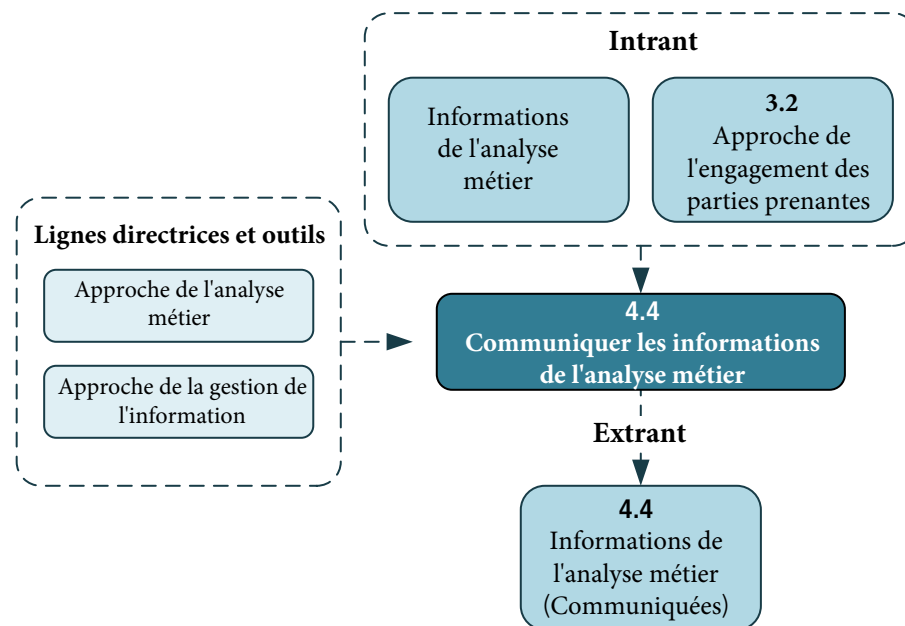 Intrant
Informations
de l'analyse
métier
3.2
Approche de
l'engagement des
parties prenantes
Lignes directrices et outils
Approche de l'analyse
métier
Approche de la gestion de
l'information
4.4
Communiquer les informations
de l'analyse métier
Extrant
4.4
Informations de
l'analyse métier
(Communiquées)